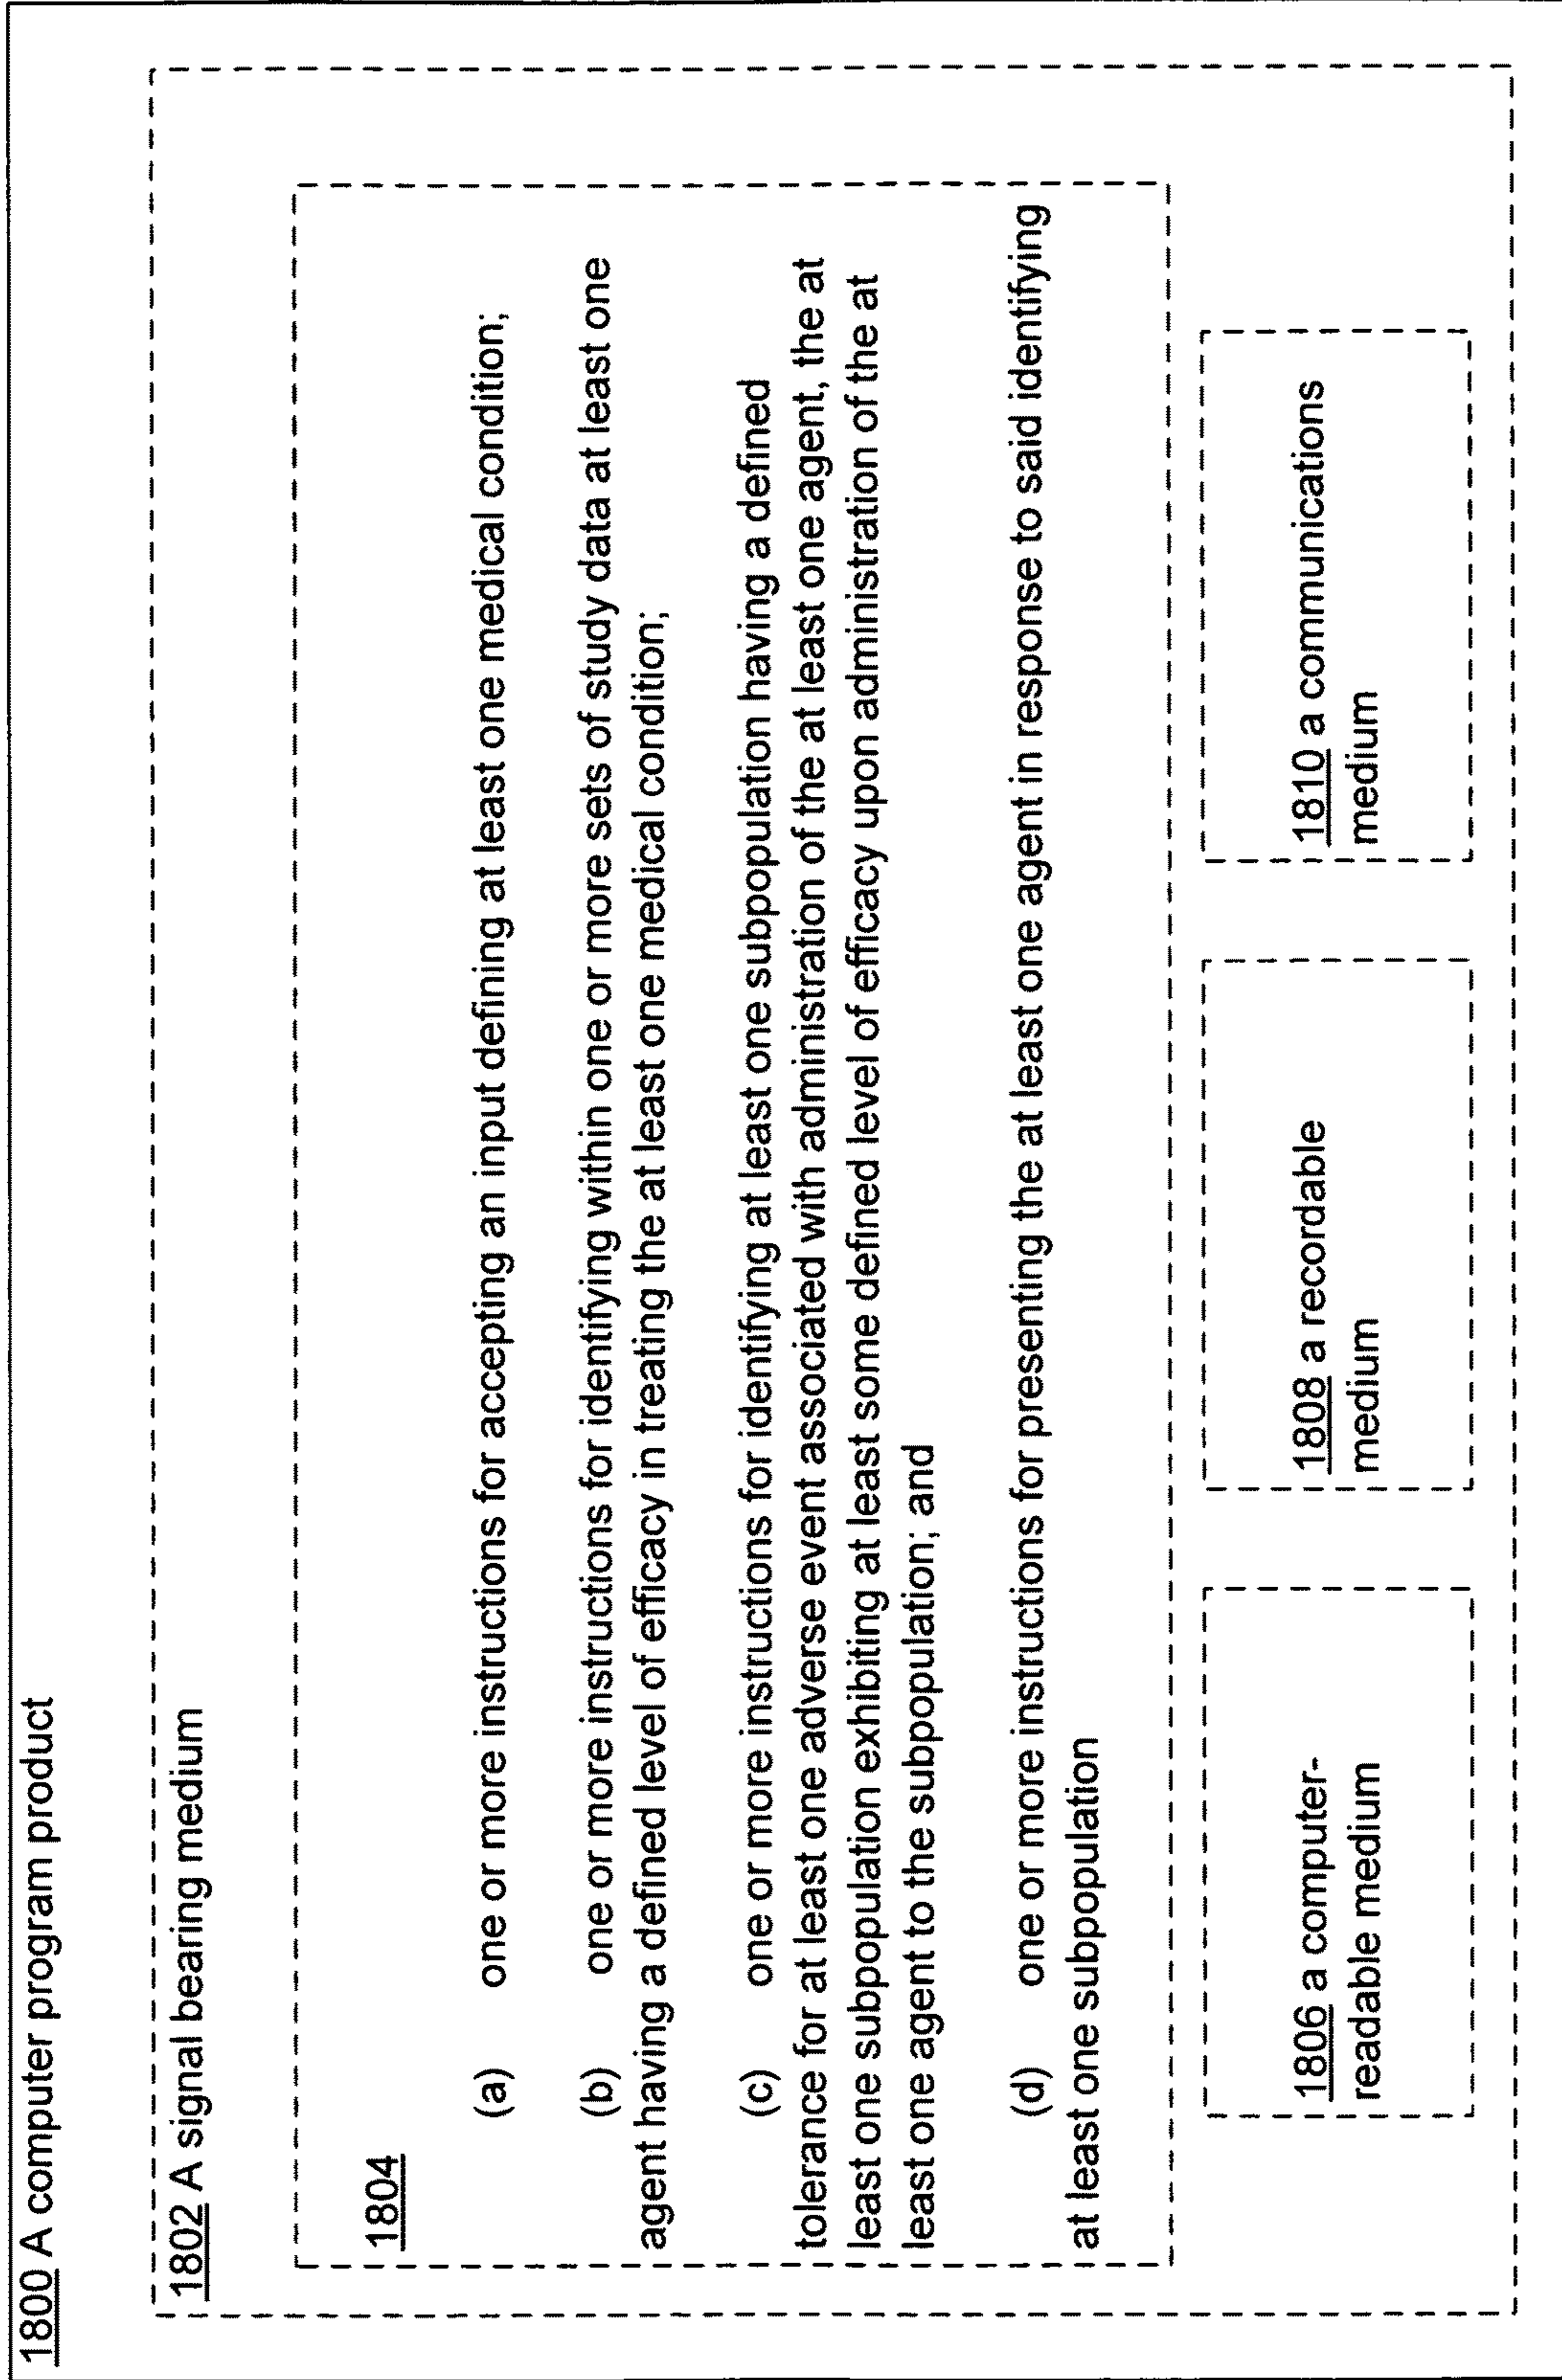 1800 A computer program product
1802 A signal bearing medium
1804
(a) one or more instructions for accepting an input defining at least one medical condition;
(b) one or more instructions for identifying within one or more sets of study data at least one
agent having a defined level of efficacy in treating the at least one medical condition;
(c) one or more instructions for identifying at least one subpopulation having a defined
tolerance for at least one adverse event associated with administration of the at least one agent, the at
least one subpopulation exhibiting at least some defined level of efficacy upon administration of the at
least one agent to the subpopulation; and
(d) one or more instructions for presenting the at least one agent in response to said identifying
at least one subpopulation
1806 a computer-
readable medium
1808 a recordable
medium
1810 a communications
medium